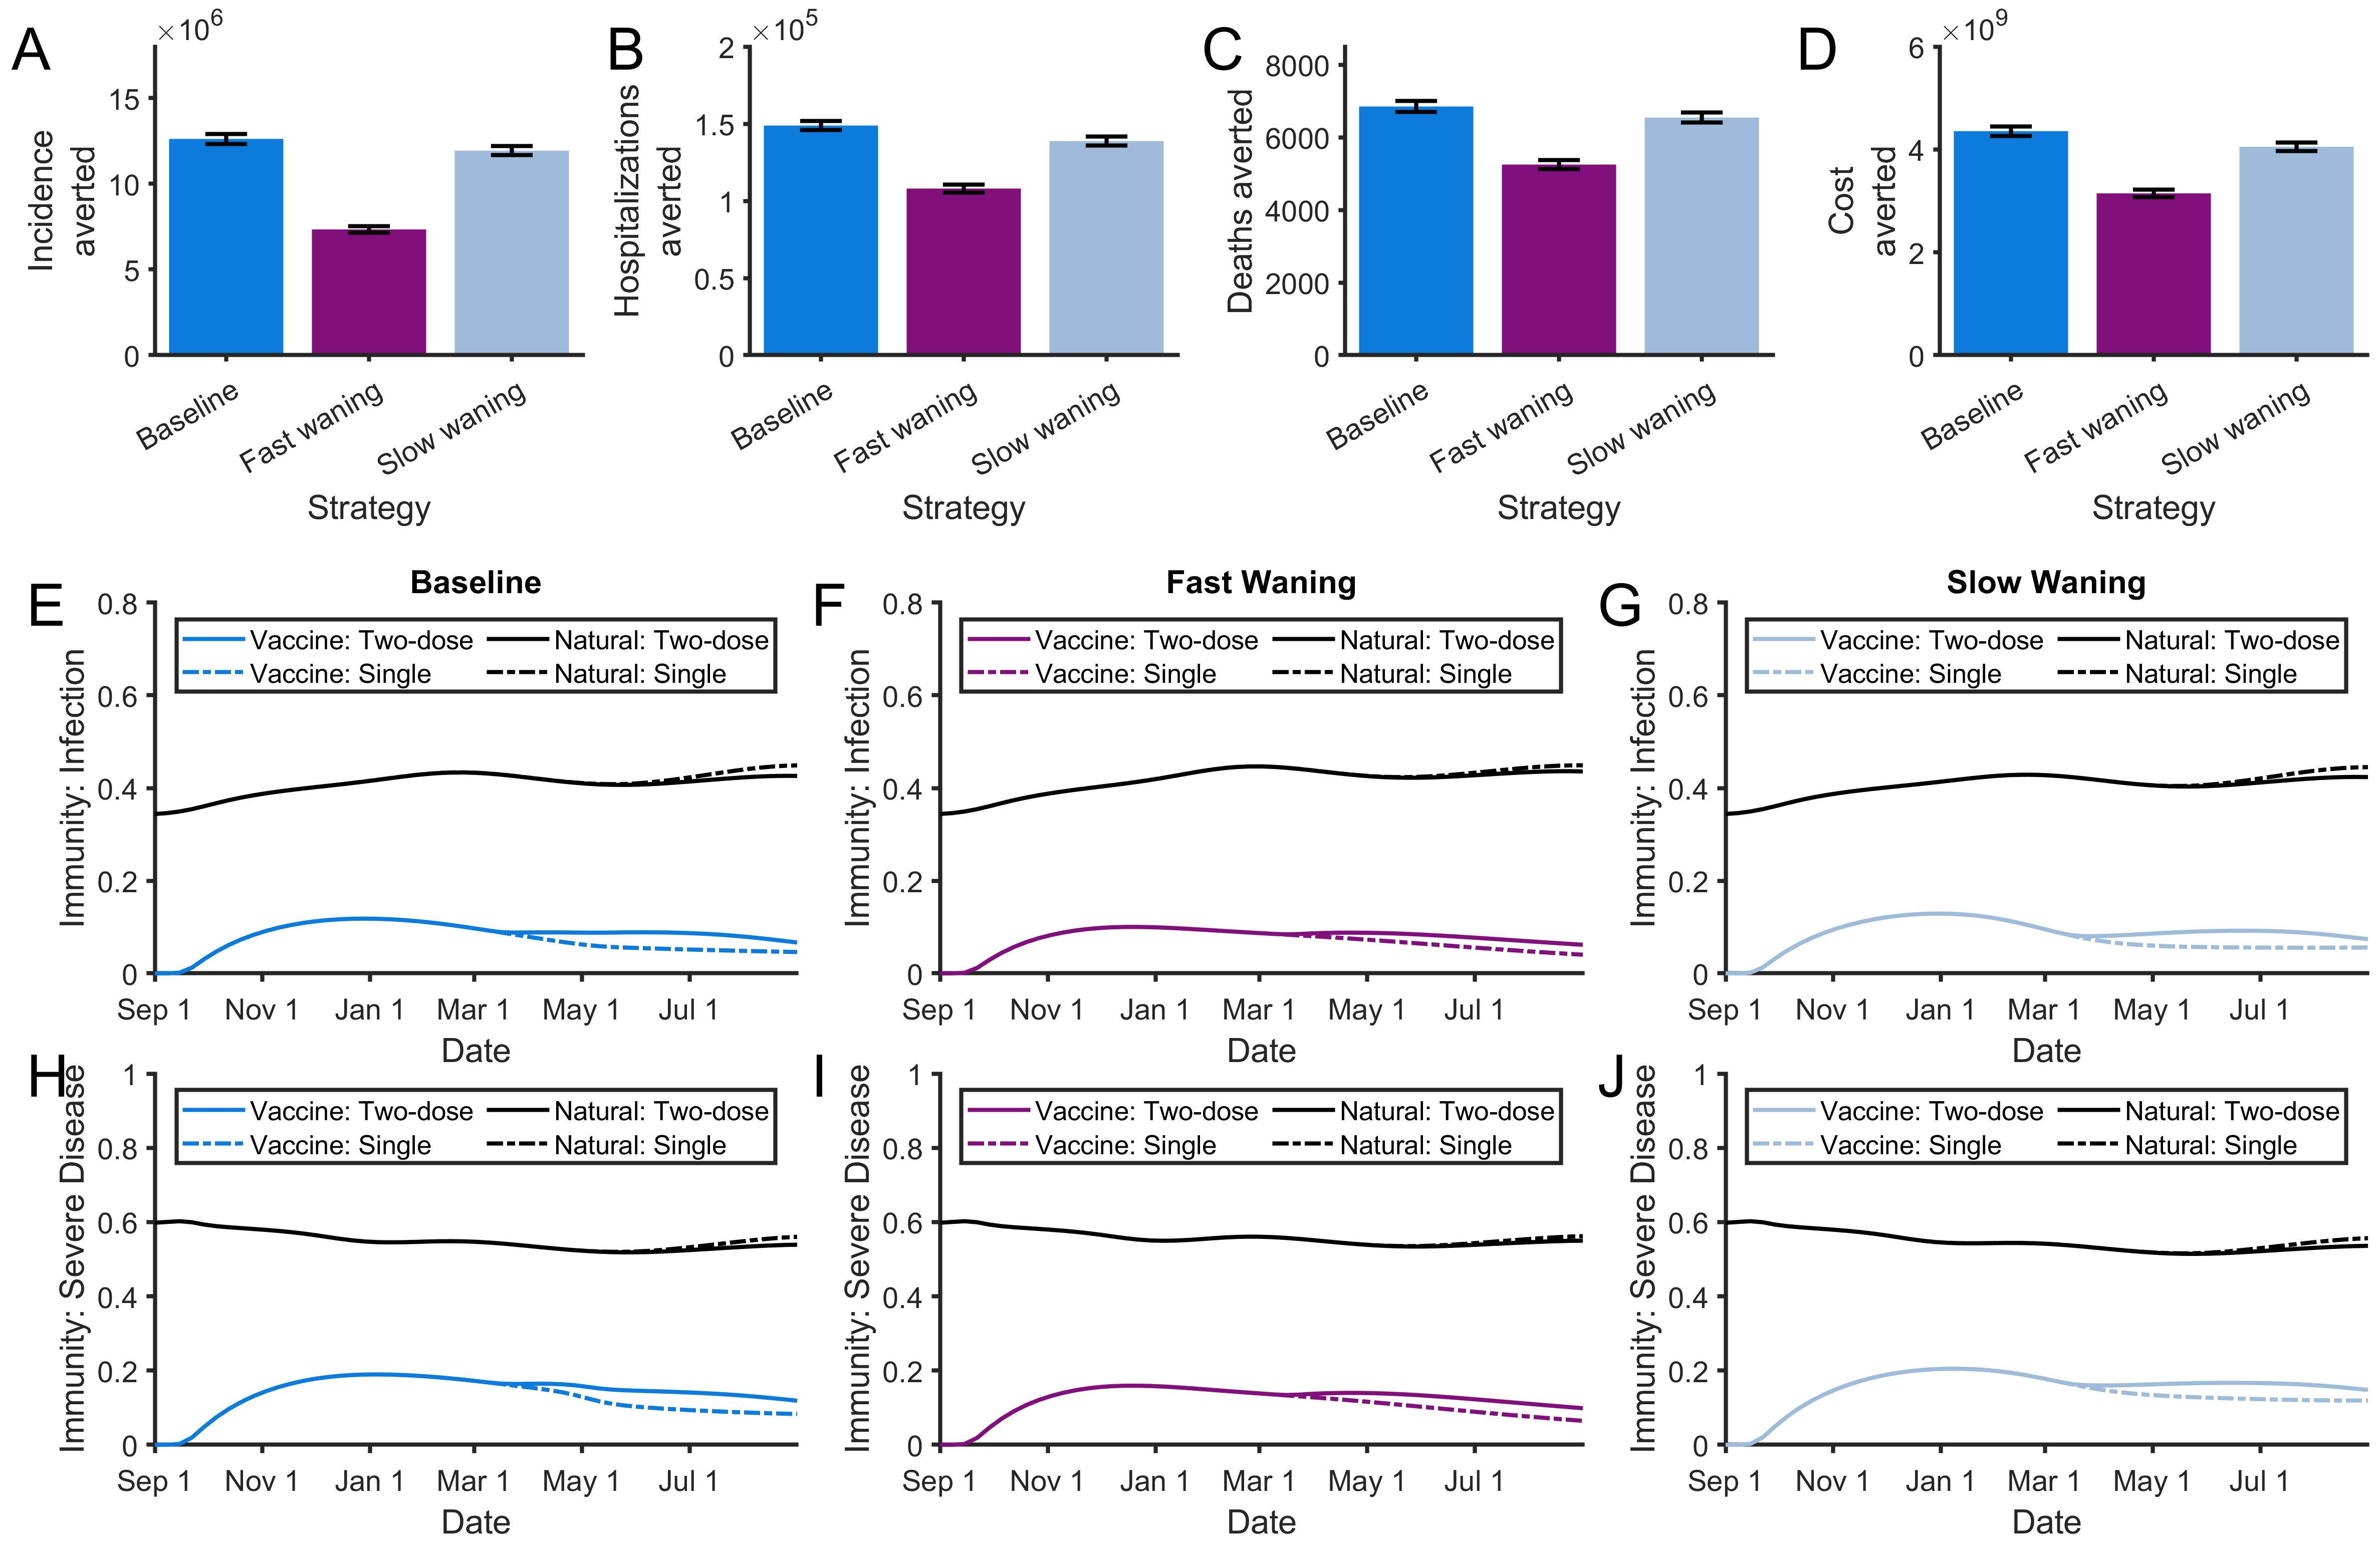 A
×10⁶
Incidence
averted
15
10
5
0
Baseline
Fast waning
Slow waning
Strategy
B
×10⁵
Hospitalizations
averted
2
1.5
1
0.5
0
Baseline
Fast waning
Slow waning
Strategy
C
Deaths averted
8000
6000
4000
2000
0
Baseline
Fast waning
Slow waning
Strategy
D
×10⁹
Cost
averted
6
4
2
0
Baseline
Fast waning
Slow waning
Strategy
E
Baseline
Immunity: Infection
0.8
0.6
0.4
0.2
0
Vaccine: Two-dose
Natural: Two-dose
Vaccine: Single
Natural: Single
Sep 1 Nov 1 Jan 1 Mar 1 May 1 Jul 1
Date
F
Fast Waning
Immunity: Infection
0.8
0.6
0.4
0.2
0
Vaccine: Two-dose
Natural: Two-dose
Vaccine: Single
Natural: Single
Sep 1 Nov 1 Jan 1 Mar 1 May 1 Jul 1
Date
G
Slow Waning
Immunity: Infection
0.8
0.6
0.4
0.2
0
Vaccine: Two-dose
Natural: Two-dose
Vaccine: Single
Natural: Single
Sep 1 Nov 1 Jan 1 Mar 1 May 1 Jul 1
Date
H
Immunity: Severe Disease
1
0.8
0.6
0.4
0.2
0
Vaccine: Two-dose
Natural: Two-dose
Vaccine: Single
Natural: Single
Sep 1 Nov 1 Jan 1 Mar 1 May 1 Jul 1
Date
I
Immunity: Severe Disease
1
0.8
0.6
0.4
0.2
0
Vaccine: Two-dose
Natural: Two-dose
Vaccine: Single
Natural: Single
Sep 1 Nov 1 Jan 1 Mar 1 May 1 Jul 1
Date
J
Immunity: Severe Disease
1
0.8
0.6
0.4
0.2
0
Vaccine: Two-dose
Natural: Two-dose
Vaccine: Single
Natural: Single
Sep 1 Nov 1 Jan 1 Mar 1 May 1 Jul 1
Date